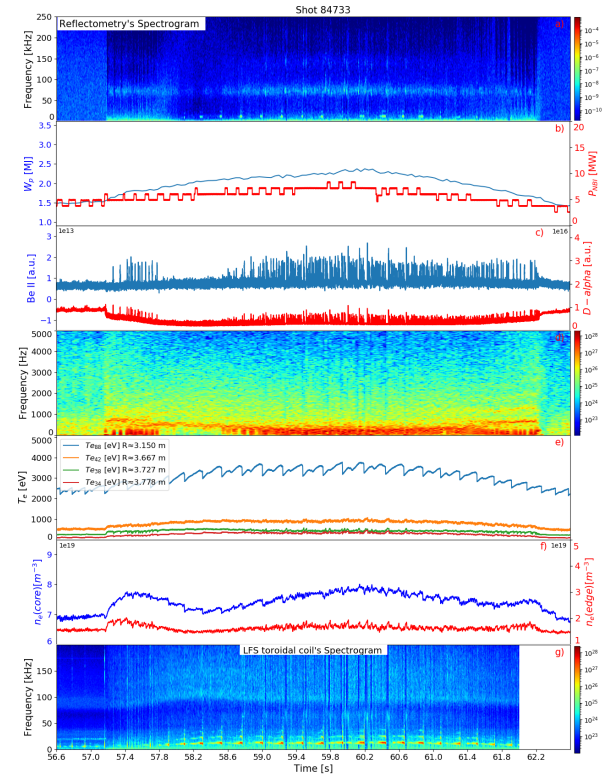 Shot 84733
Reflectometry's Spectrogram
a)
Frequency [kHz]
250
200
150
100
50
0
10⁻⁴
10⁻⁵
10⁻⁶
10⁻⁷
10⁻⁸
10⁻⁹
10⁻¹⁰
b)
W_p [MJ]
3.5
3.0
2.5
2.0
1.5
1.0
20
15
10
5
0
P_NBI [MW]
1e13
1e16
c)
Be II [a.u.]
3
2
1
0
−1
4
3
2
1
0
D − alpha [a.u.]
Frequency [Hz]
5000
4000
3000
2000
1000
0
10²⁸
10²⁷
10²⁶
10²⁵
10²⁴
10²³
e)
Te₈₈ [eV] R≈3.150 m
Te₄₂ [eV] R≈3.667 m
Te₃₈ [eV] R≈3.727 m
Te₃₄ [eV] R≈3.778 m
T_e [eV]
5000
4000
3000
2000
1000
0
1e19
1e19
f)
n_e(core)[m⁻³]
9
8
7
6
5
4
3
2
1
n_e(edge)[m⁻³]
LFS toroidal coil's Spectrogram
g)
Frequency [kHz]
150
100
50
0
10²⁸
10²⁷
10²⁶
10²⁵
10²⁴
10²³
56.6 57.0 57.4 57.8 58.2 58.6 59.0 59.4 59.8 60.2 60.6 61.0 61.4 61.8 62.2
Time [s]